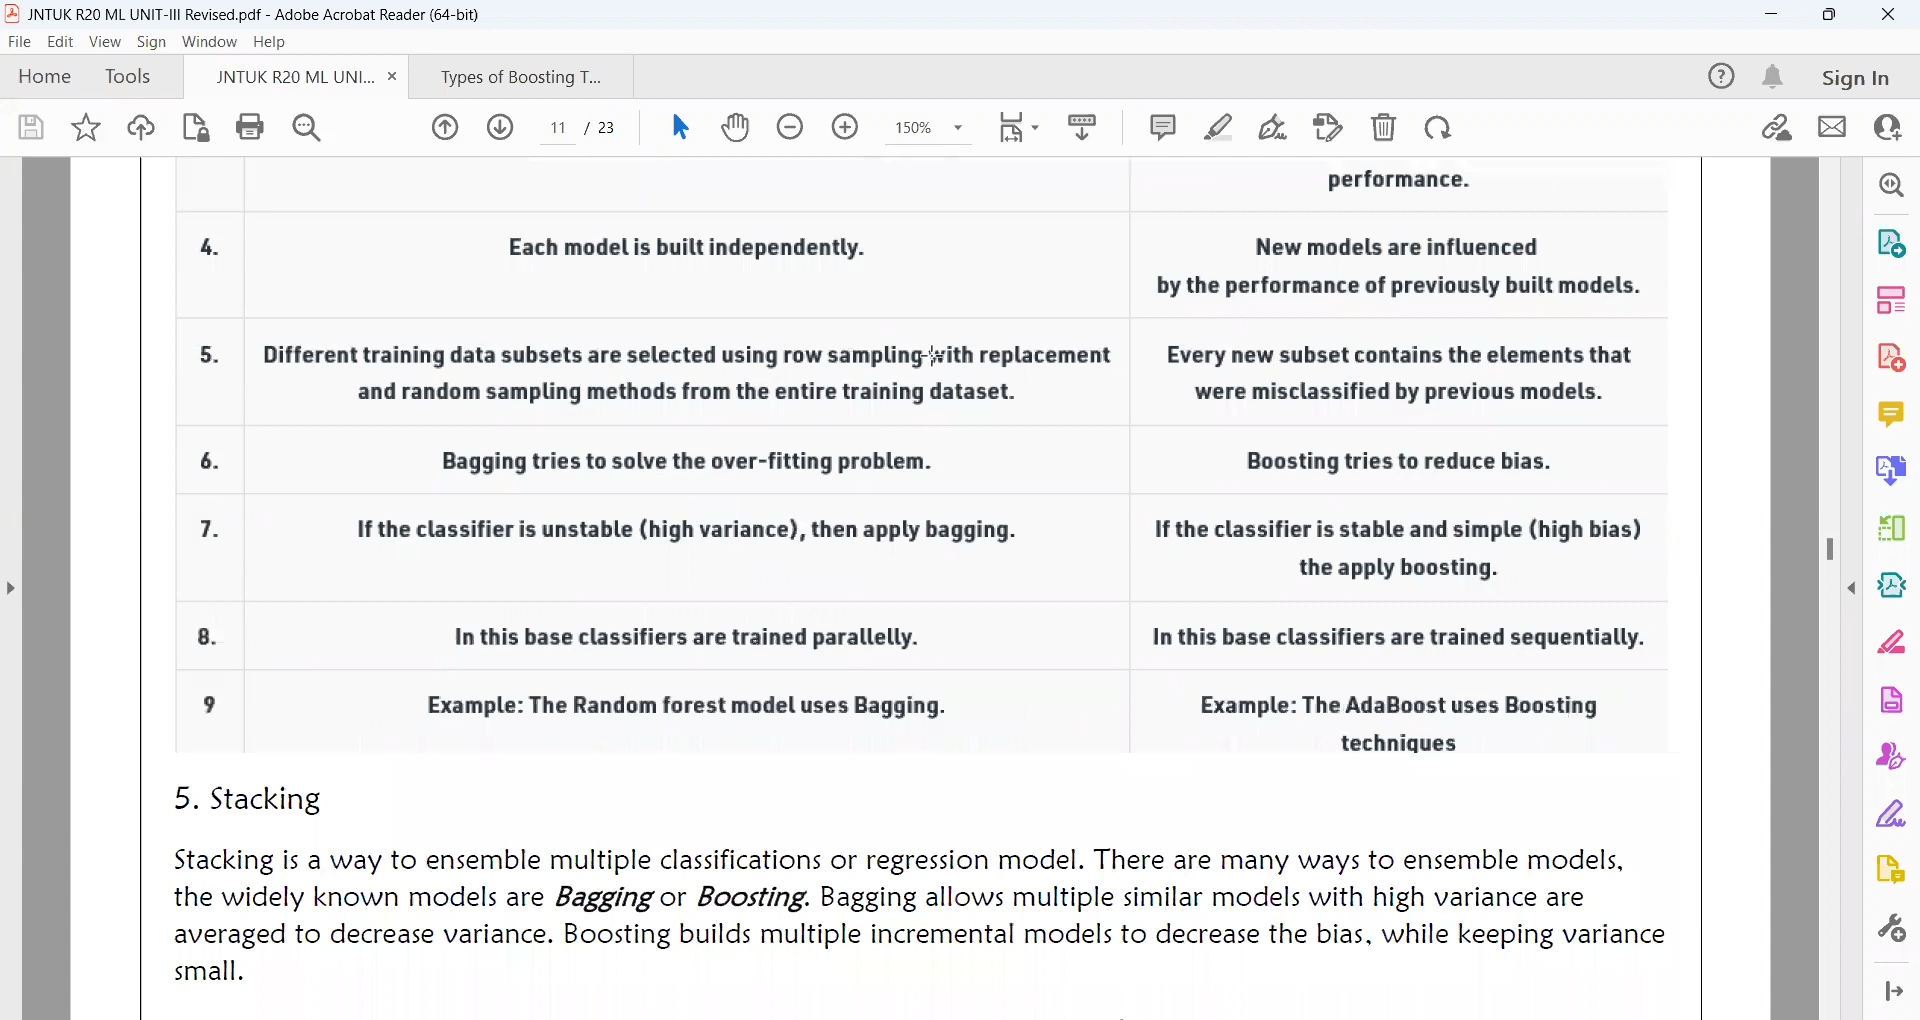 JNTUK R20 ML UNIT-III Revised.pdf - Adobe Acrobat Reader (64-bit)
File Edit View Sign Window Help
Home Tools JNTUK R20 ML UNI... × Types of Boosting T... Sign In
11 / 23 150%
performance.
4. Each model is built independently. New models are influenced
by the performance of previously built models.
5. Different training data subsets are selected using row sampling with replacement Every new subset contains the elements that
and random sampling methods from the entire training dataset. were misclassified by previous models.
6. Bagging tries to solve the over-fitting problem. Boosting tries to reduce bias.
7. If the classifier is unstable (high variance), then apply bagging. If the classifier is stable and simple (high bias)
the apply boosting.
8. In this base classifiers are trained parallelly. In this base classifiers are trained sequentially.
9 Example: The Random forest model uses Bagging. Example: The AdaBoost uses Boosting
techniques
5. Stacking
Stacking is a way to ensemble multiple classifications or regression model. There are many ways to ensemble models,
the widely known models are Bagging or Boosting. Bagging allows multiple similar models with high variance are
averaged to decrease variance. Boosting builds multiple incremental models to decrease the bias, while keeping variance
small.